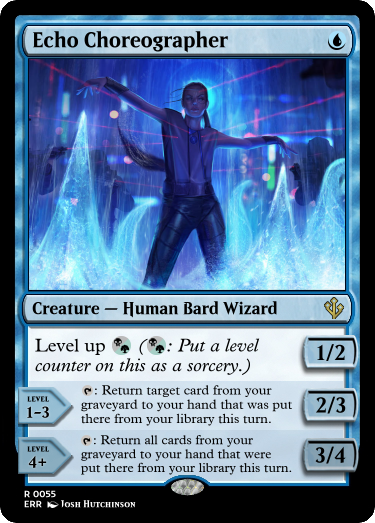 Echo Choreographer
Creature — Human Bard Wizard
Level up (: Put a level
counter on this as a sorcery.)
1/2
LEVEL
1-3
: Return target card from your
graveyard to your hand that was put
there from your library this turn.
2/3
LEVEL
4+
: Return all cards from your
graveyard to your hand that were
put there from your library this turn.
3/4
R 0055
ERR Josh Hutchinson